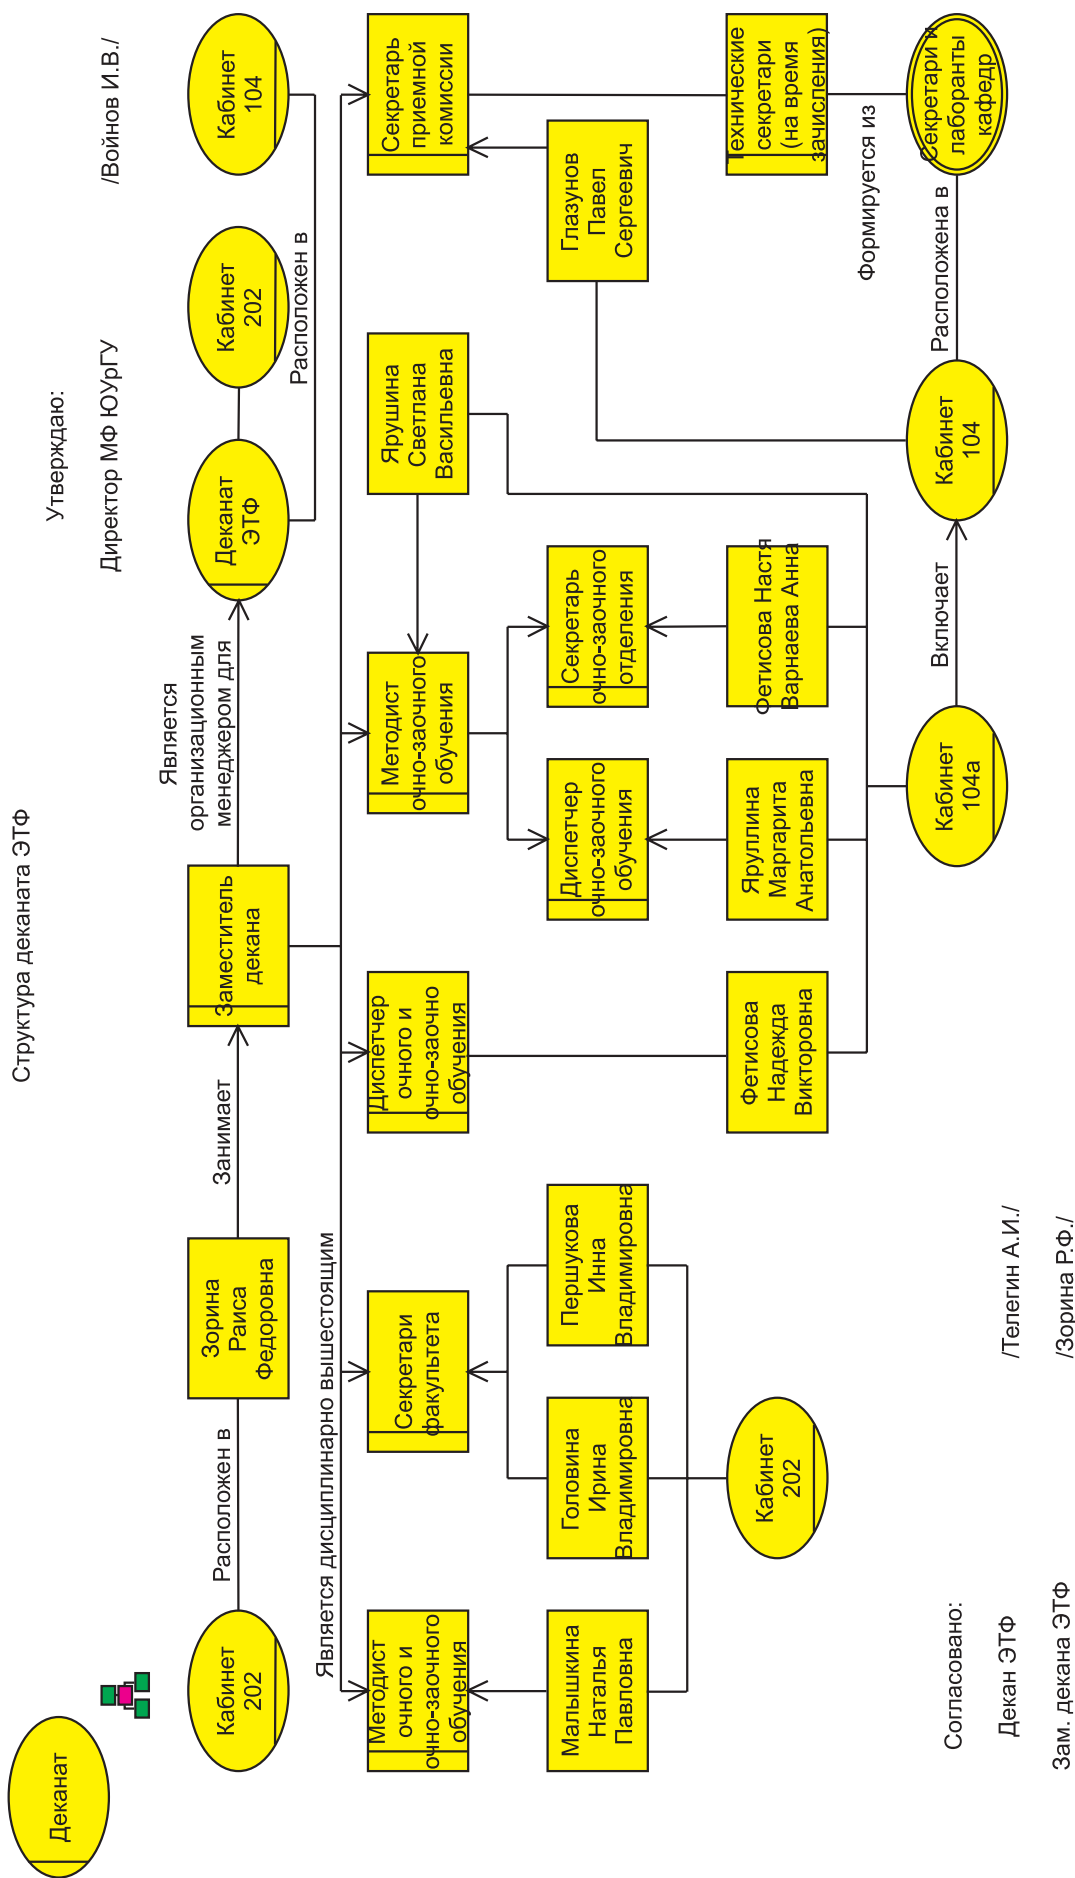 Структура деканата ЭТФ
Утверждаю:
Директор МФ ЮУрГУ
/Войнов И.В./
Деканат
Кабинет
202
Расположен в
Зорина
Раиса
Федоровна
Занимает
Заместитель
декана
Является
организационным
менеджером для
Деканат
ЭТФ
Кабинет
202
Расположен в
Кабинет
104
Является дисциплинарно вышестоящим
Методист
очного и
очно-заочного
обучения
Секретари
факультета
Диспетчер
очного и
очно-заочно
обучения
Методист
очно-заочного
обучения
Ярушина
Светлана
Васильевна
Секретарь
приемной
комиссии
Малышкина
Наталья
Павловна
Головина
Ирина
Владимировна
Першукова
Инна
Владимировна
Диспетчер
очно-заочного
обучения
Секретарь
очно-заочного
отделения
Глазунов
Павел
Сергеевич
Кабинет
202
Фетисова
Надежда
Викторовна
Яруллина
Маргарита
Анатольевна
Фетисова Настя
Варнаева Анна
Технические
секретари
(на время
зачисления)
Формируется из
Кабинет
104а
Включает
Кабинет
104
Расположена в
Секретари и
лаборанты
кафедр
Согласовано:
Декан ЭТФ
/Телегин А.И./
Зам. декана ЭТФ
/Зорина Р.Ф./